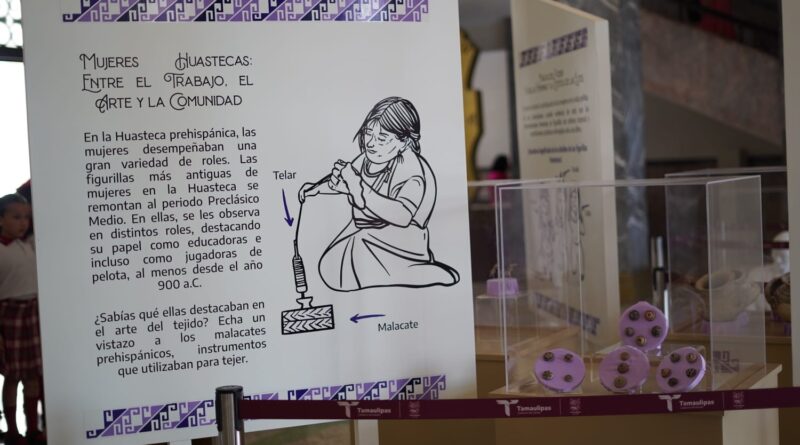 Mujeres Huastecas:
Entre el Trabajo, el
Arte y la Comunidad
En la Huasteca prehispánica, las
mujeres desempeñaban una
gran variedad de roles. Las
figurillas más antiguas de
mujeres en la Huasteca se
remontan al periodo Preclásico
Medio. En ellas, se les observa
en distintos roles, destacando
su papel como educadoras e
incluso como jugadoras de
pelota, al menos desde el año
900 a.C.
¿Sabías qué ellas destacaban en
el arte del tejido? Echa un
vistazo a los malacates
prehispánicos, instrumentos
que utilizaban para tejer.
Telar
Malacate
Tamaulipas
Tamaulipas
Tamaulipas